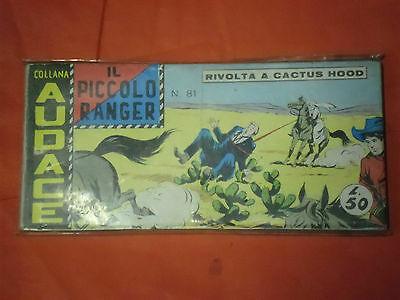 COLLANA
AUDACE
IL
PICCOLO
RANGER
N 81
RIVOLTA A CACTUS HOOD
L.
50